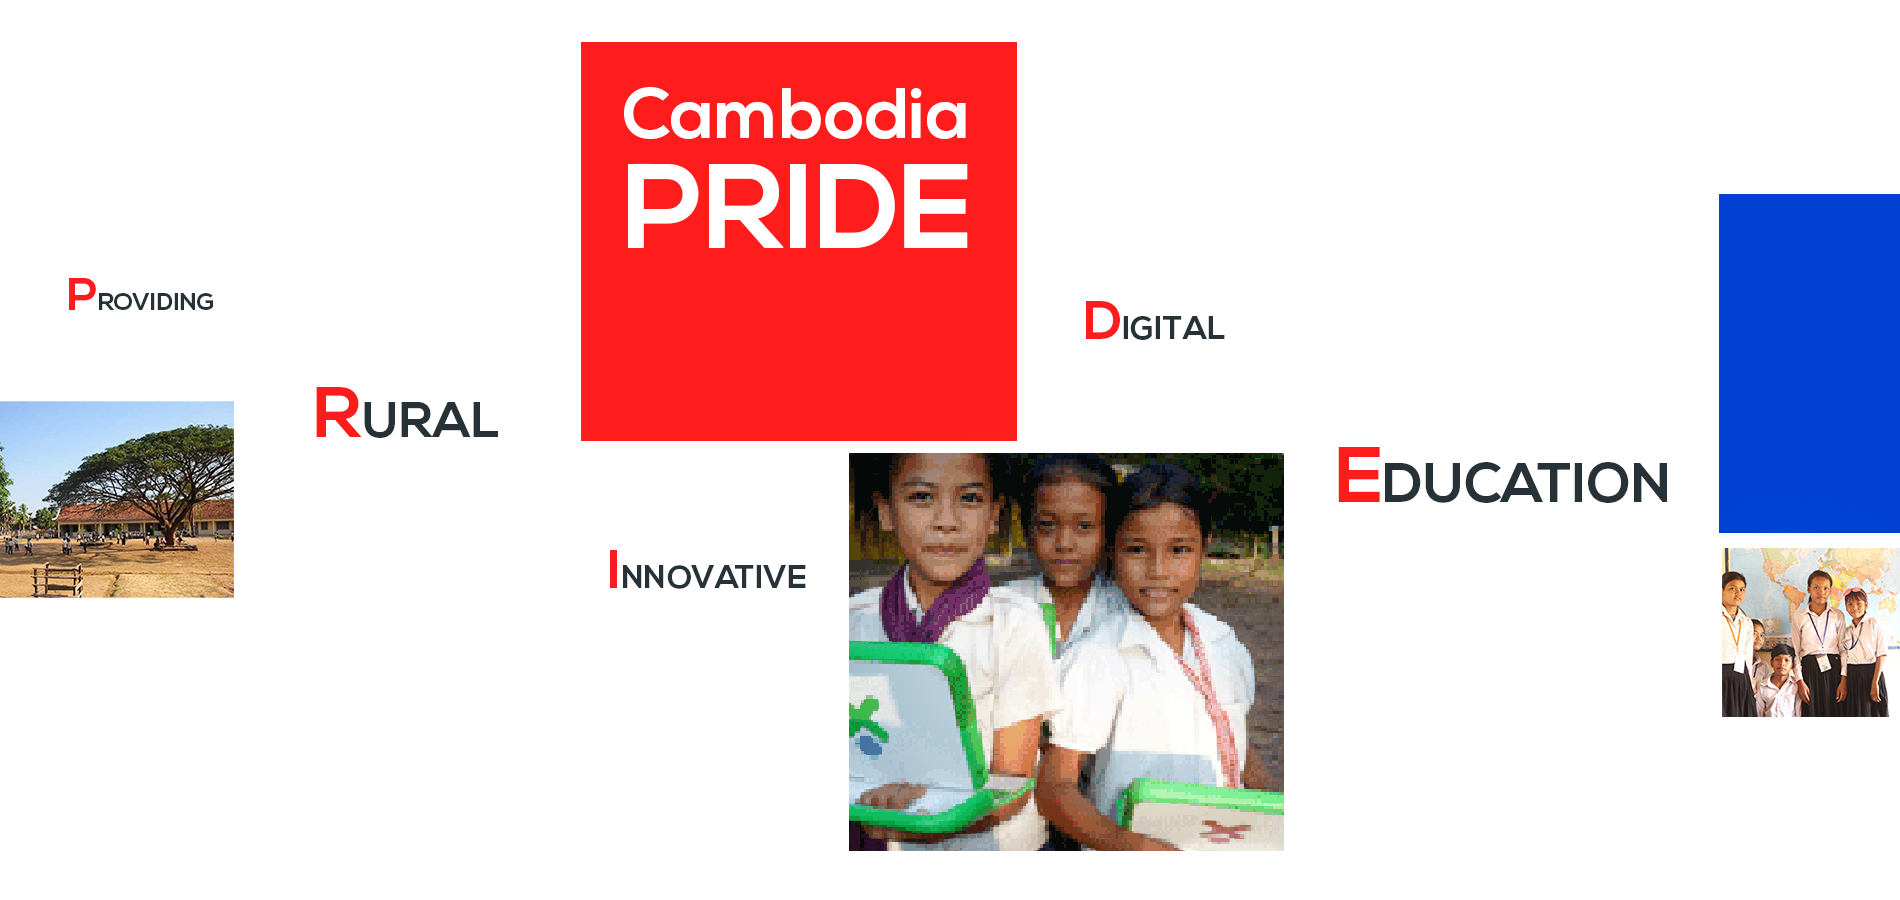 Cambodia
PRIDE
PROVIDING
RURAL
INNOVATIVE
DIGITAL
EDUCATION